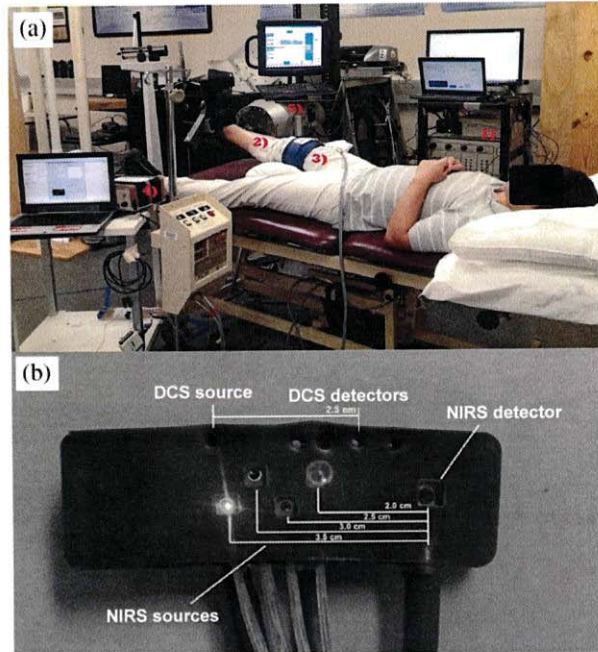 (a)
5)
2)
3)
(b)
DCS source
DCS detectors
2.5 cm
NIRS detector
2.0 cm
2.5 cm
3.0 cm
3.5 cm
NIRS sources